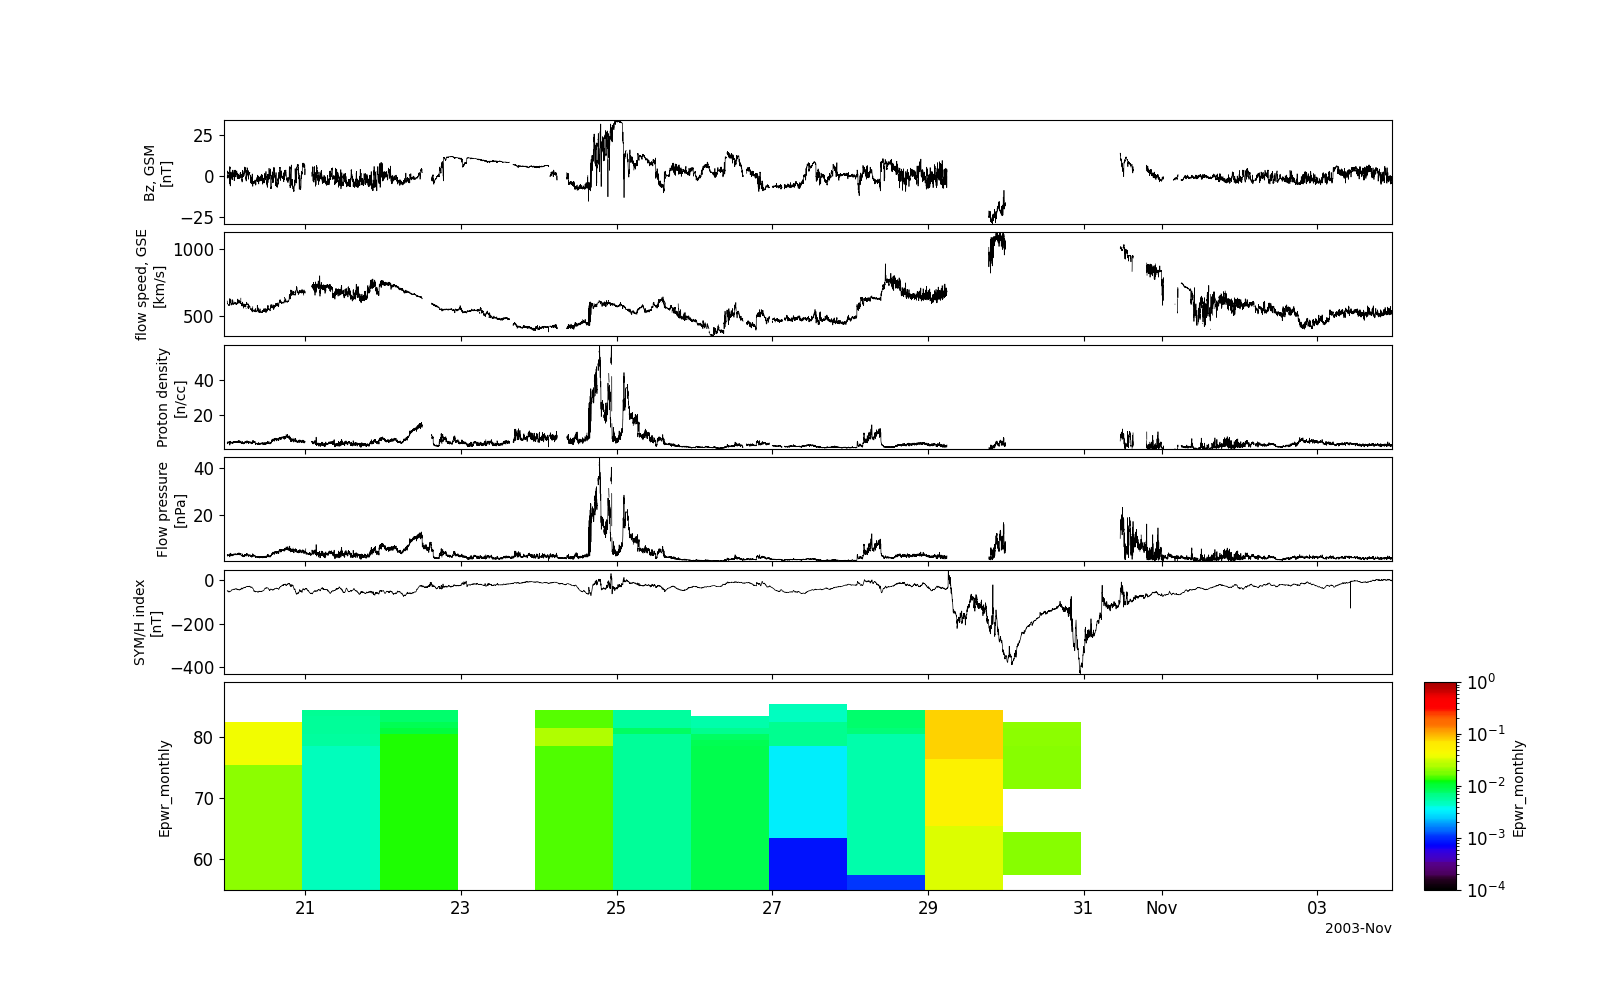 Bz, GSM
[nT]
25
0
−25
flow speed, GSE
[km/s]
1000
500
Proton density
[n/cc]
40
20
Flow pressure
[nPa]
40
20
SYM/H index
[nT]
0
−200
−400
Epwr_monthly
80
70
60
21 23 25 27 29 31 Nov 03
2003-Nov
10⁰
10⁻¹
10⁻²
10⁻³
10⁻⁴
Epwr_monthly